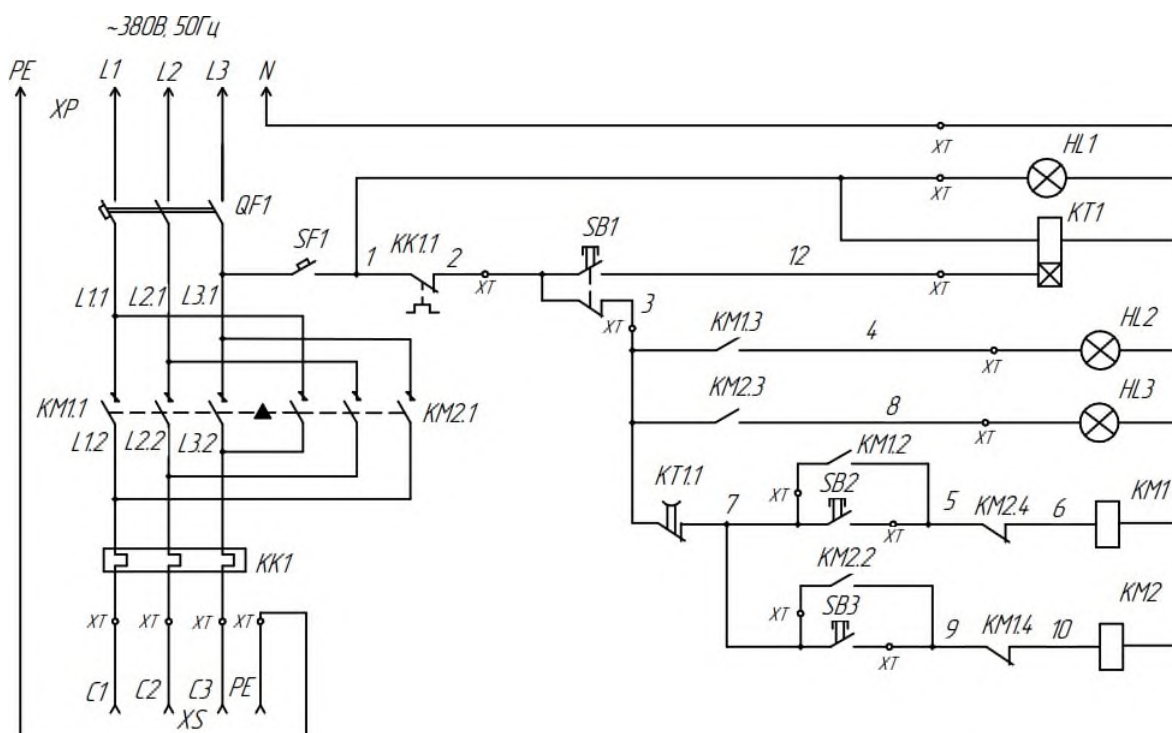 ~380В, 50Гц
PE L1 L2 L3 N
XP
XT
HL1
XT
QF1
KT1
SF1
KK1.1
SB1
1
2
12
XT
XT
L1.1 L2.1 L3.1
3
XT
KM1.3
4
HL2
XT
KM1.1
KM2.1
KM2.3
8
HL3
XT
L1.2 L2.2 L3.2
KM1.2
KT1.1
7
XT
SB2
5
KM2.4
6
KM1
XT
KK1
KM2.2
KM2
XT
SB3
9
KM1.4
10
XT
XT XT XT XT
C1 C2 C3 PE
XS